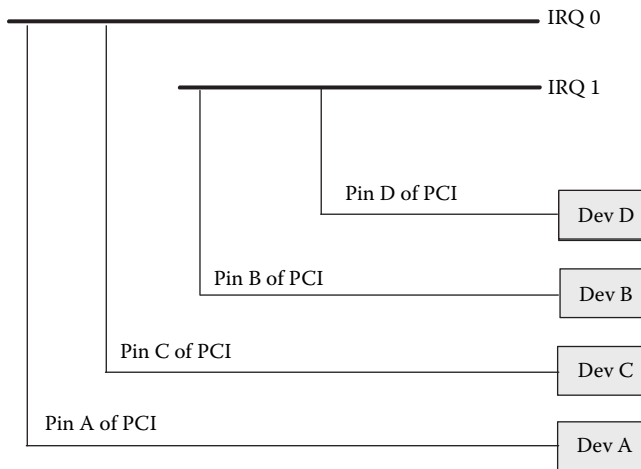 IRQ 0
IRQ 1
Pin D of PCI
Dev D
Pin B of PCI
Dev B
Pin C of PCI
Dev C
Pin A of PCI
Dev A